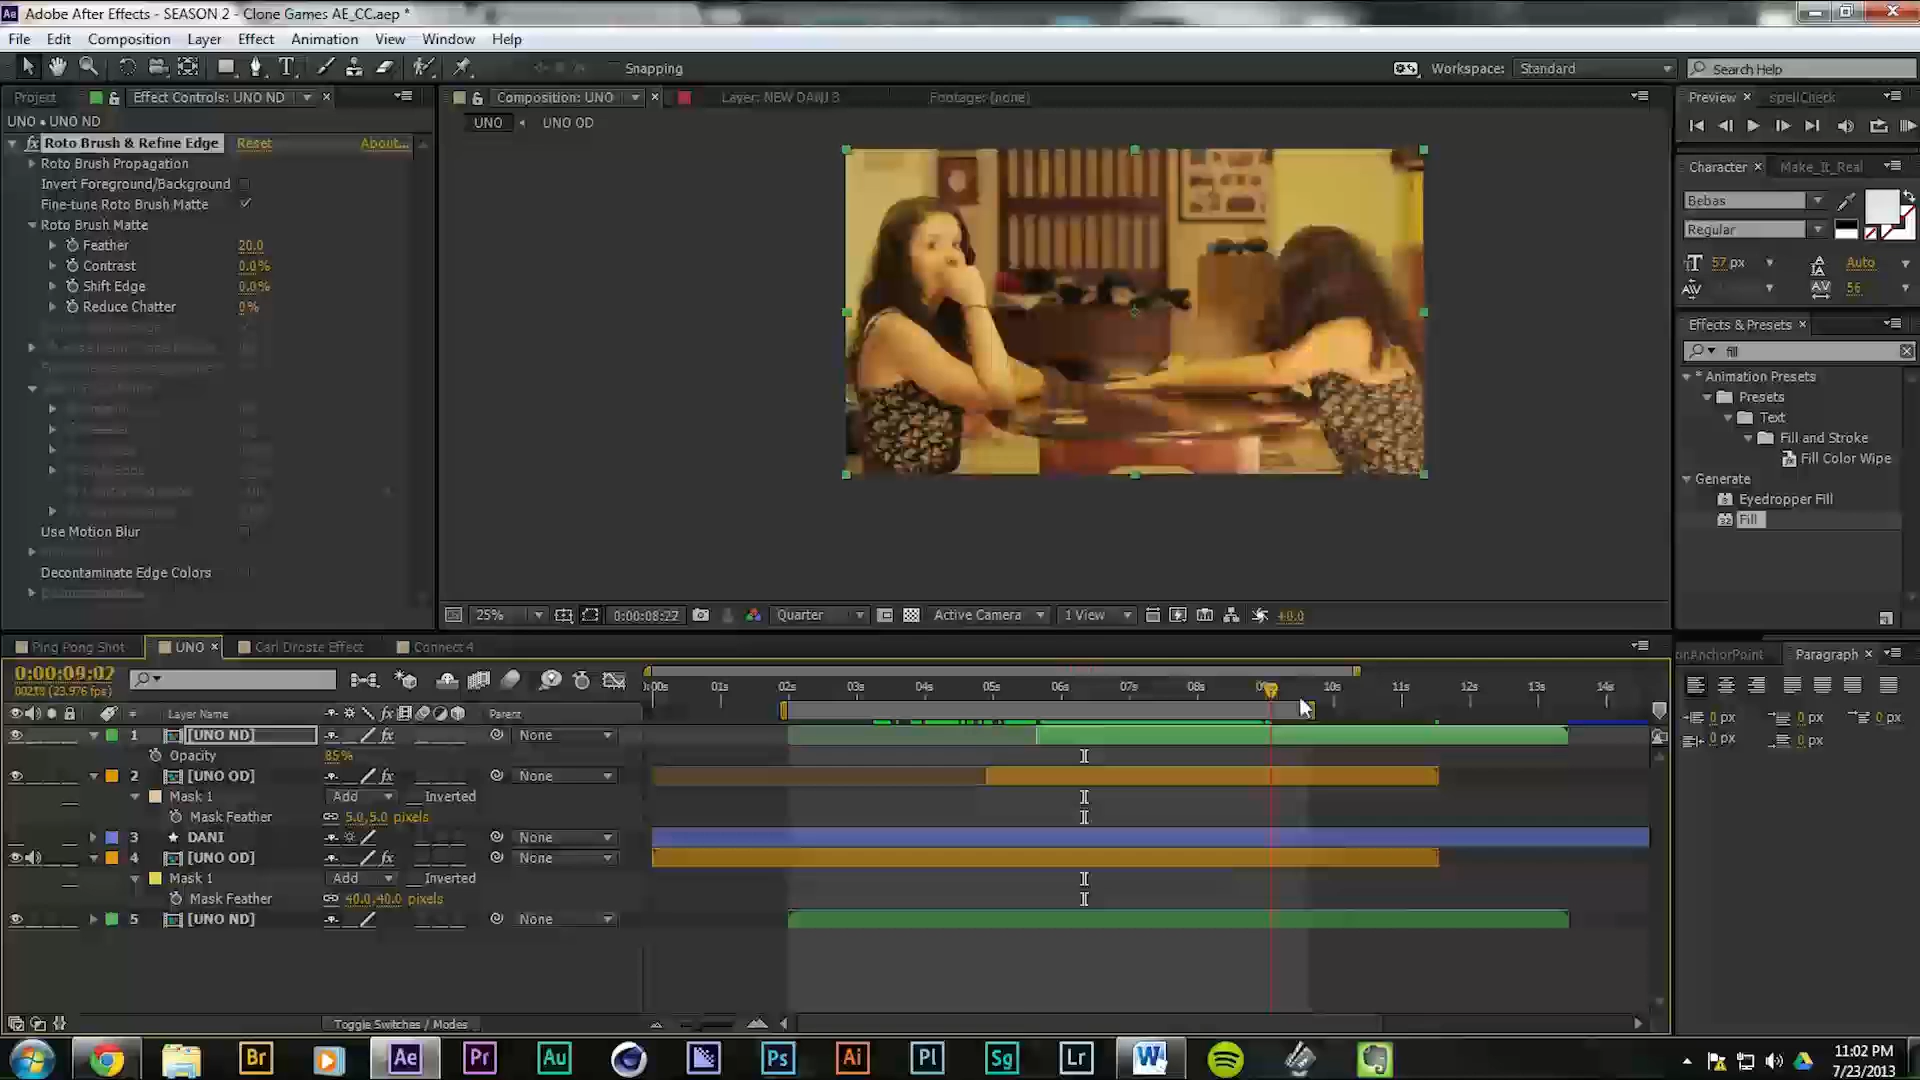 Adobe After Effects - SEASON 2 - Clone Games AE_CC.aep *
File Edit Composition Layer Effect Animation View Window Help
Snapping
Workspace: Standard
Search Help
Project
Effect Controls: UNO ND
UNO • UNO ND
Roto Brush & Refine Edge Reset About...
Roto Brush Propagation
Invert Foreground/Background
Fine-tune Roto Brush Matte
Roto Brush Matte
Feather 20.0
Contrast 0.0%
Shift Edge 0.0%
Reduce Chatter 0%
Use Motion Blur
Decontaminate Edge Colors
Composition: UNO
Layer: NEW DANI 3
Footage: (none)
UNO UNO OD
25% 0:00:08:22 Quarter Active Camera 1 View +0.0
Preview spellCheck
Character Make_It_Real
Bebas
Regular
57 px Auto
56
Effects & Presets
fill
* Animation Presets
Presets
Text
Fill and Stroke
Fill Color Wipe
Generate
Eyedropper Fill
Fill
Ping Pong Shot UNO Carl Droste Effect Connect 4
0:00:09:02
00218 (23.976 fps)
01s 02s 03s 04s 05s 06s 07s 08s 10s 11s 12s 13s 14s
# Layer Name Parent
1 [UNO ND] None
Opacity 85%
2 [UNO OD] None
Mask 1 Add Inverted
Mask Feather 5.0,5.0 pixels
3 DANI None
4 [UNO OD] None
Mask 1 Add Inverted
Mask Feather 40.0,40.0 pixels
5 [UNO ND] None
Toggle Switches / Modes
onAnchorPoint Paragraph
0 px 0 px 0 px
0 px 0 px
Br Ae Pr Au Ps Ai Pl Sg Lr W
11:02 PM
7/23/2013